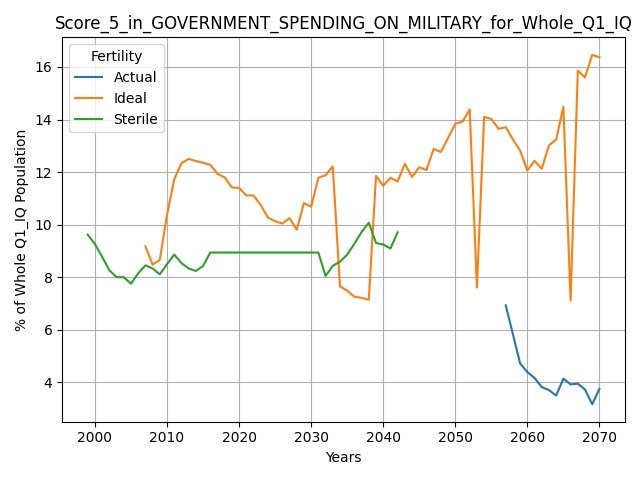 Score_5_in_GOVERNMENT_SPENDING_ON_MILITARY_for_Whole_Q1_IQ
Fertility
Actual
Ideal
Sterile
% of Whole Q1_IQ Population
16
14
12
10
8
6
4
2000 2010 2020 2030 2040 2050 2060 2070
Years